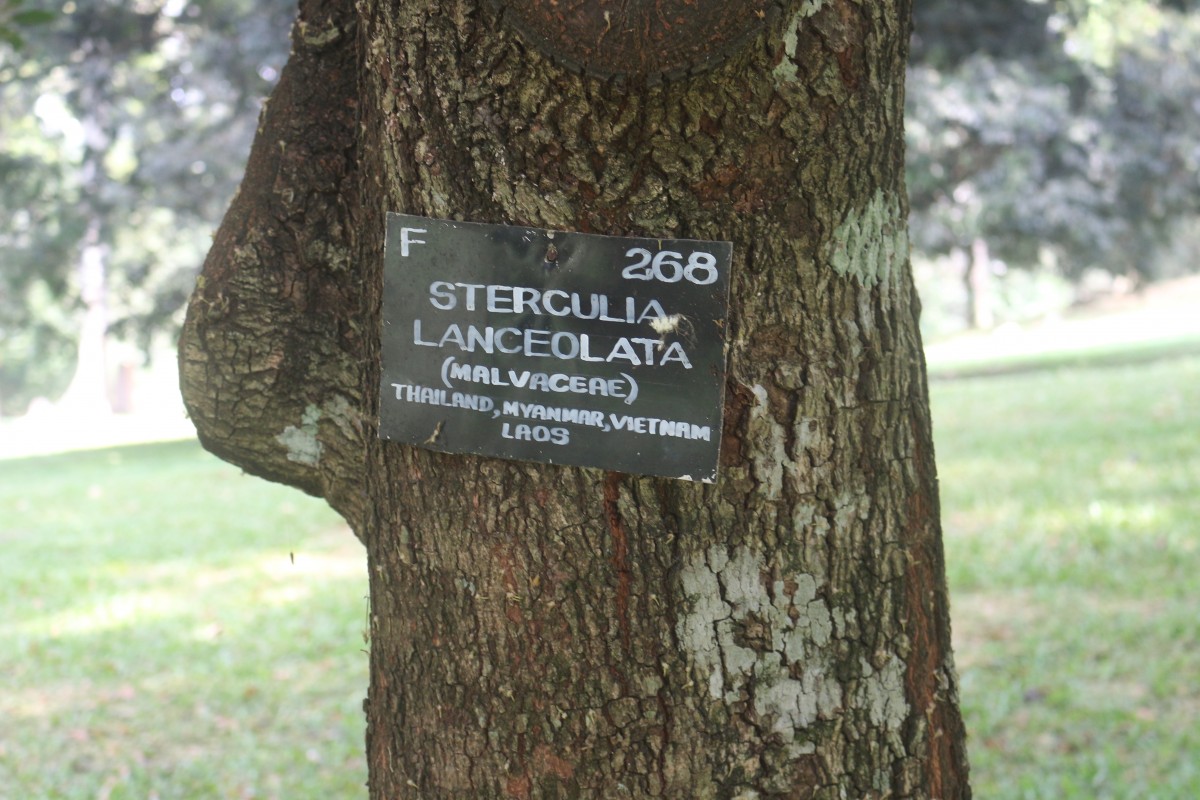 F 268
STERCULIA
LANCEOLATA
(MALVACEAE)
THAILAND, MYANMAR, VIETNAM
LAOS